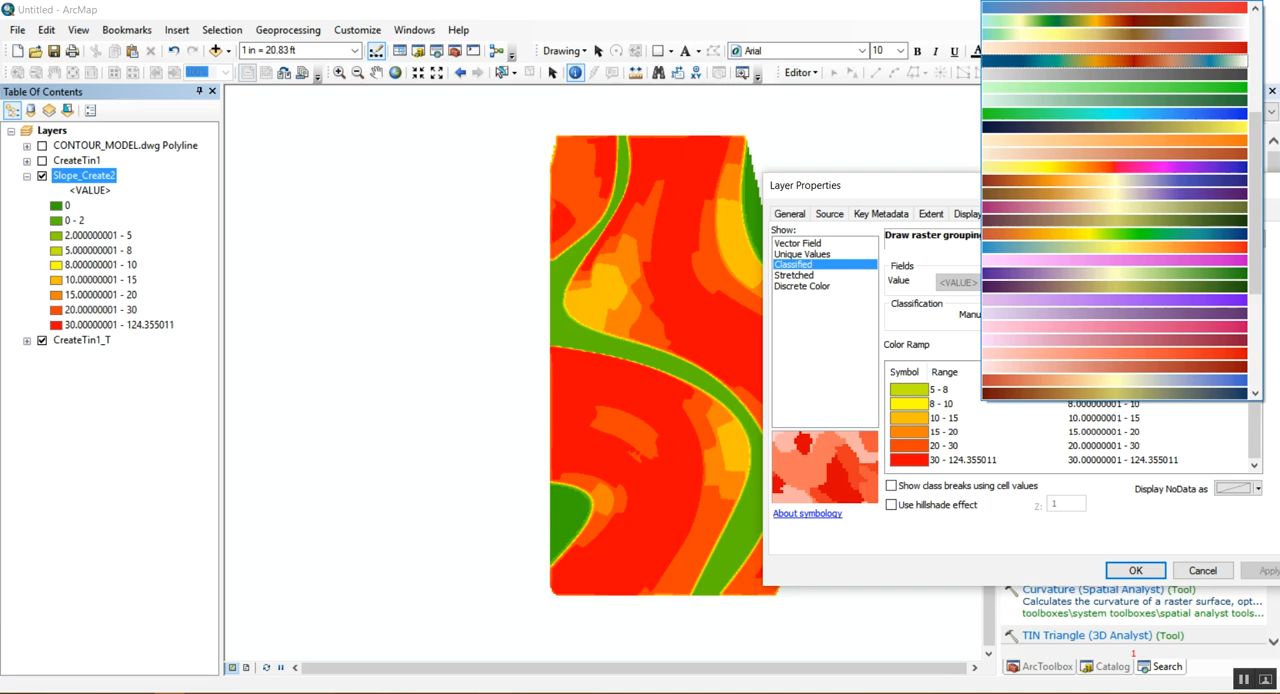 Untitled - ArcMap
File Edit View Bookmarks Insert Selection Geoprocessing Customize Windows Help
1 in = 20.83 ft
Drawing
A
Arial
10
B I U A
100%
Editor
Table Of Contents
Layers
CONTOUR_MODEL.dwg Polyline
CreateTin1
Slope_Create2
<VALUE>
0
0 - 2
2.000000001 - 5
5.000000001 - 8
8.00000001 - 10
10.00000001 - 15
15.00000001 - 20
20.00000001 - 30
30.00000001 - 124.355011
CreateTin1_T
Layer Properties
General Source Key Metadata Extent Display
Show:
Vector Field
Unique Values
Classified
Stretched
Discrete Color
About symbology
Draw raster grouping
Fields
Value <VALUE>
Classification
Manu
Color Ramp
Symbol Range
5 - 8
8 - 10 8.00000001 - 10
10 - 15 10.00000001 - 15
15 - 20 15.00000001 - 20
20 - 30 20.00000001 - 30
30 - 124.355011 30.00000001 - 124.355011
Show class breaks using cell values
Display NoData as
Use hillshade effect
Z: 1
OK Cancel Apply
Curvature (Spatial Analyst) (Tool)
Calculates the curvature of a raster surface, opt...
toolboxes\system toolboxes\spatial analyst tools...
TIN Triangle (3D Analyst) (Tool)
1
ArcToolbox Catalog Search